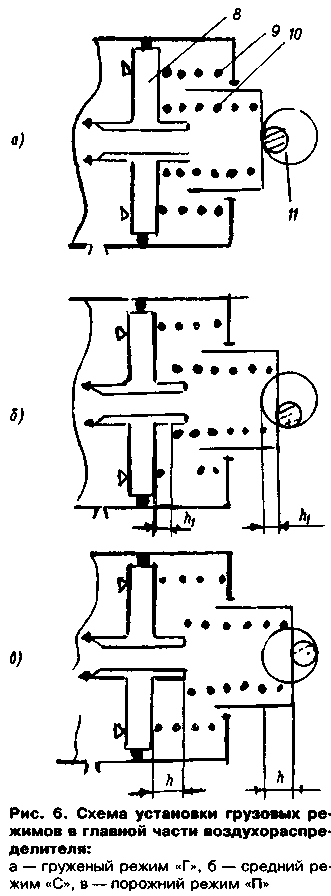 8
9
10
а)
11
б)
h₁
h₁
в)
h
h
Рис. 6. Схема установки грузовых ре-
жимов в главной части воздухораспре-
делителя:
а — груженый режим «Г», б — средний ре-
жим «С», в — порожний режим «П»